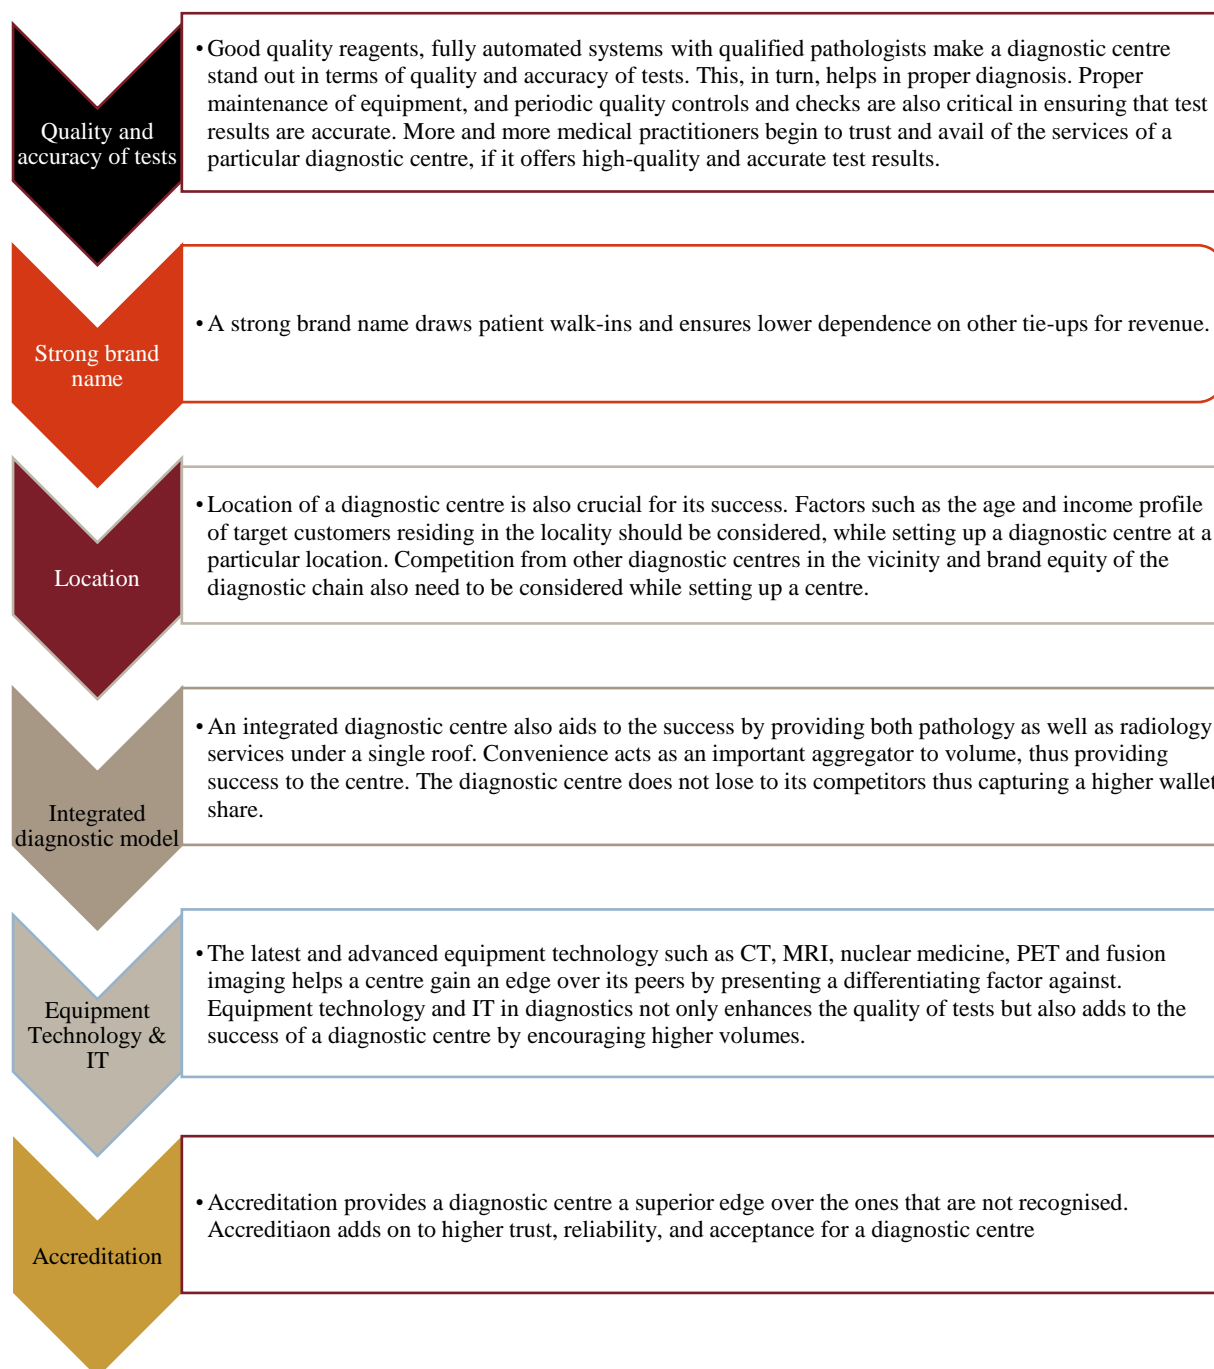 Quality and
accuracy of tests
• Good quality reagents, fully automated systems with qualified pathologists make a diagnostic centre
stand out in terms of quality and accuracy of tests. This, in turn, helps in proper diagnosis. Proper
maintenance of equipment, and periodic quality controls and checks are also critical in ensuring that test
results are accurate. More and more medical practitioners begin to trust and avail of the services of a
particular diagnostic centre, if it offers high-quality and accurate test results.
Strong brand
name
• A strong brand name draws patient walk-ins and ensures lower dependence on other tie-ups for revenue.
Location
• Location of a diagnostic centre is also crucial for its success. Factors such as the age and income profile
of target customers residing in the locality should be considered, while setting up a diagnostic centre at a
particular location. Competition from other diagnostic centres in the vicinity and brand equity of the
diagnostic chain also need to be considered while setting up a centre.
Integrated
diagnostic model
• An integrated diagnostic centre also aids to the success by providing both pathology as well as radiology
services under a single roof. Convenience acts as an important aggregator to volume, thus providing
success to the centre. The diagnostic centre does not lose to its competitors thus capturing a higher wallet
share.
Equipment
Technology &
IT
• The latest and advanced equipment technology such as CT, MRI, nuclear medicine, PET and fusion
imaging helps a centre gain an edge over its peers by presenting a differentiating factor against.
Equipment technology and IT in diagnostics not only enhances the quality of tests but also adds to the
success of a diagnostic centre by encouraging higher volumes.
Accreditation
• Accreditation provides a diagnostic centre a superior edge over the ones that are not recognised.
Accreditiaon adds on to higher trust, reliability, and acceptance for a diagnostic centre